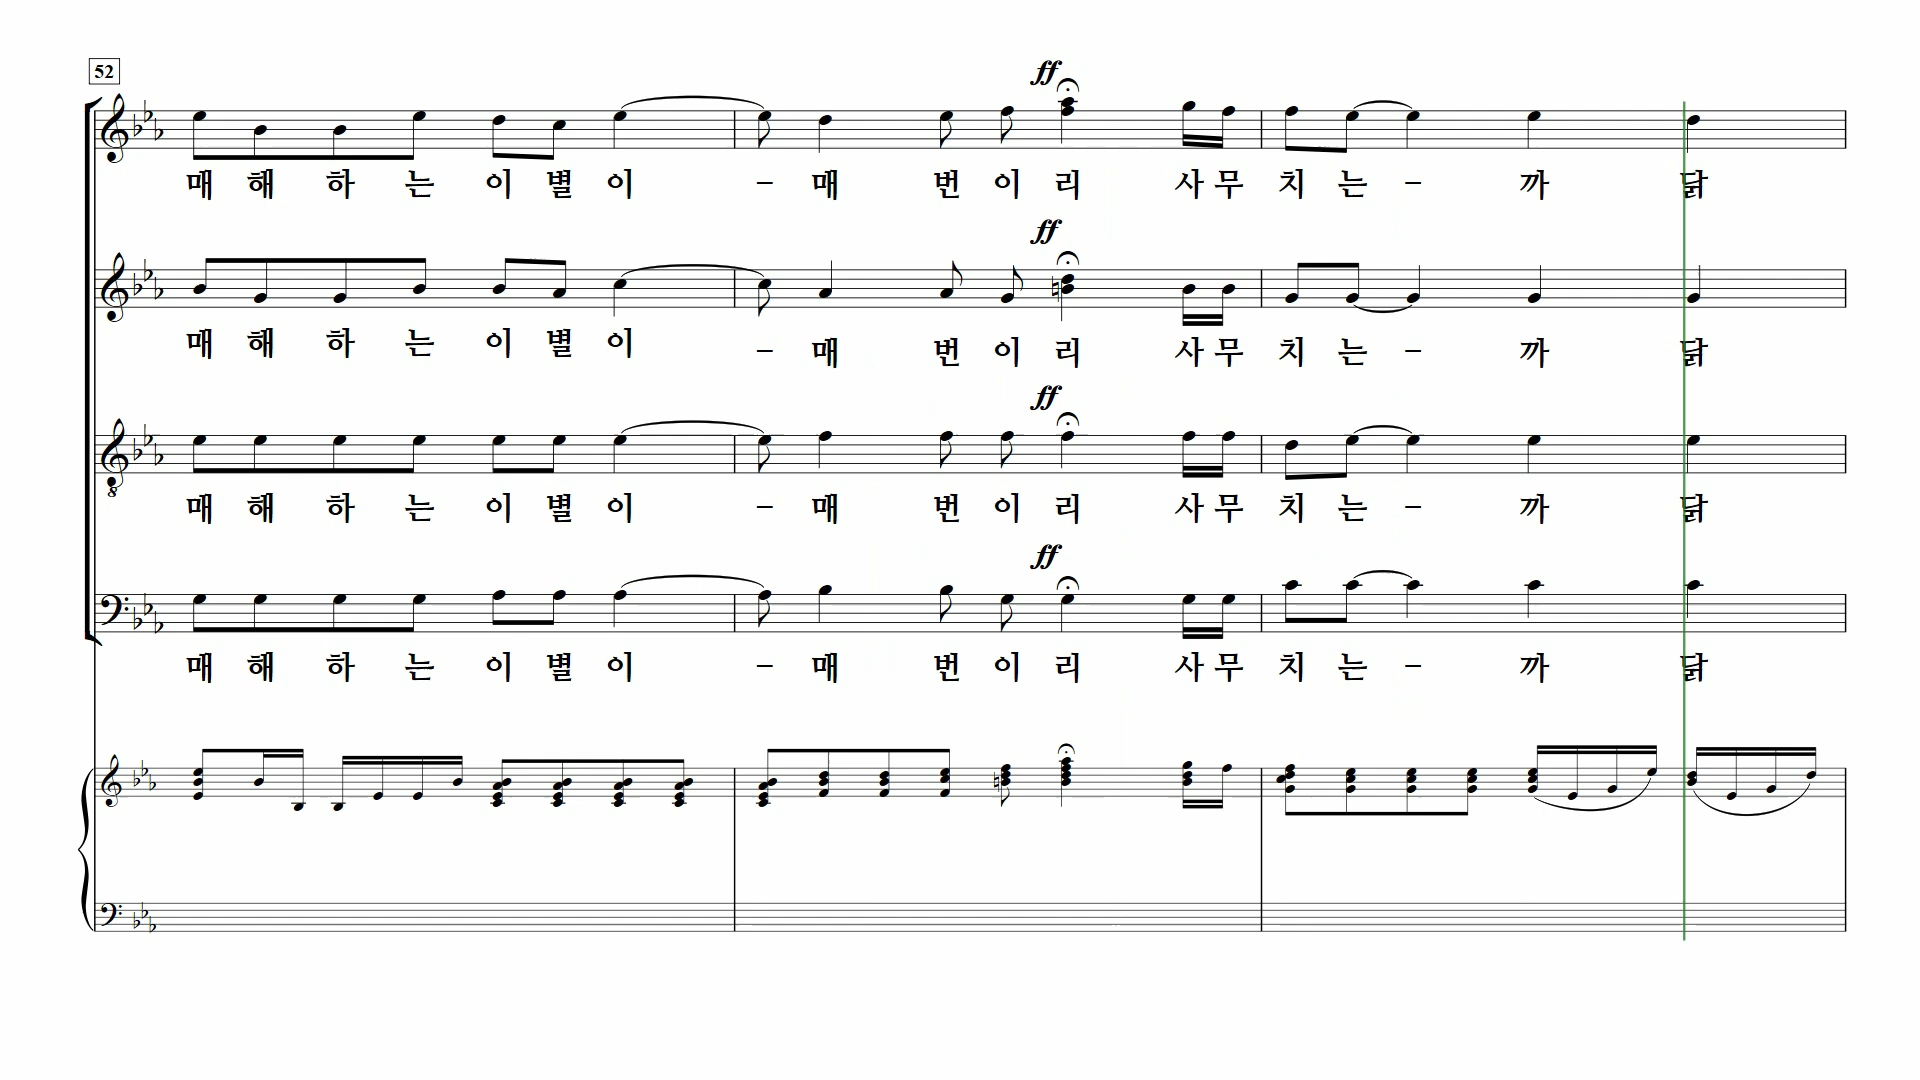 52
ff
매 해 하 는 이 별 이 - 매 번 이 리 사 무 치 는 - 까 닭
ff
매 해 하 는 이 별 이 - 매 번 이 리 사 무 치 는 - 까 닭
ff
매 해 하 는 이 별 이 - 매 번 이 리 사 무 치 는 - 까 닭
8
ff
매 해 하 는 이 별 이 - 매 번 이 리 사 무 치 는 - 까 닭